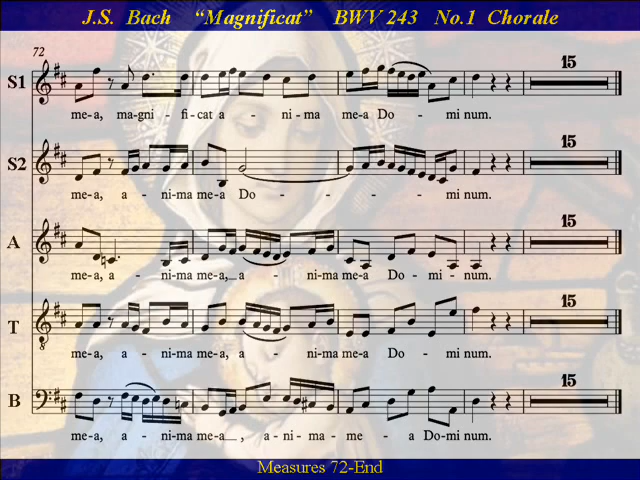 J.S. Bach “Magnificat” BWV 243 No.1 Chorale
72
S1
15
me-a, ma-gni - fi-cat a - ni - ma me-a Do - mi num.
S2
15
me-a, a - ni-ma me-a Do - - - mi num.
A
15
me-a, a - ni-ma me-a,_ a - ni-ma me-a Do - mi - num.
T
8
15
me-a, a - ni-ma me-a, a - ni-ma me-a Do - mi num.
B
15
me-a, a - ni-ma me-a_ , a - ni - ma - me - a Do-mi num.
Measures 72-End